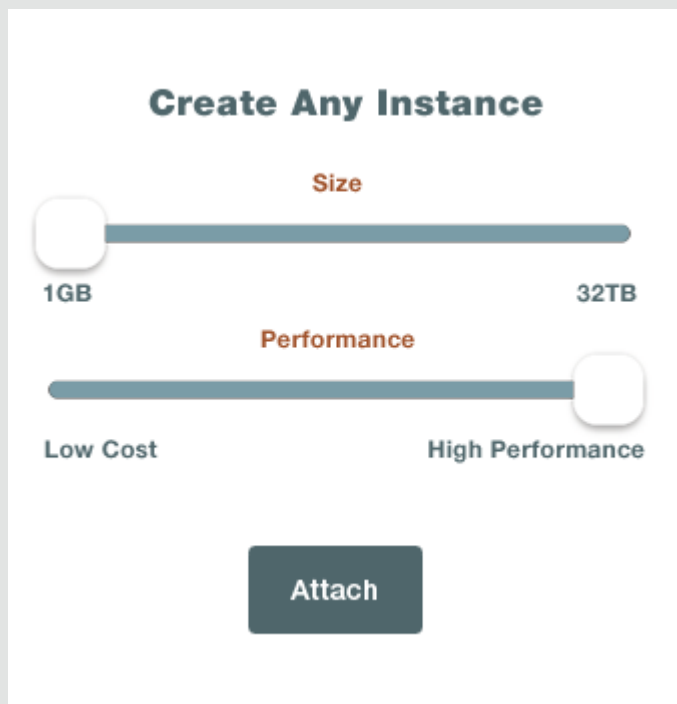 Create Any Instance
Size
1GB 32TB
Performance
Low Cost High Performance
Attach